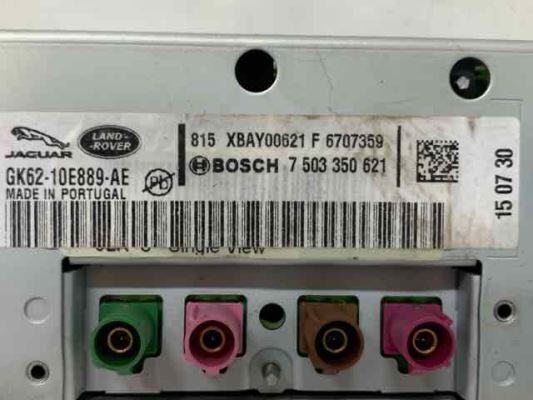 JAGUAR
LAND-
-ROVER
815 XBAY00621 F 6707359
BOSCH 7 503 350 621
GK62-10E889-AE
MADE IN PORTUGAL
Pb
15 07 30
Single View